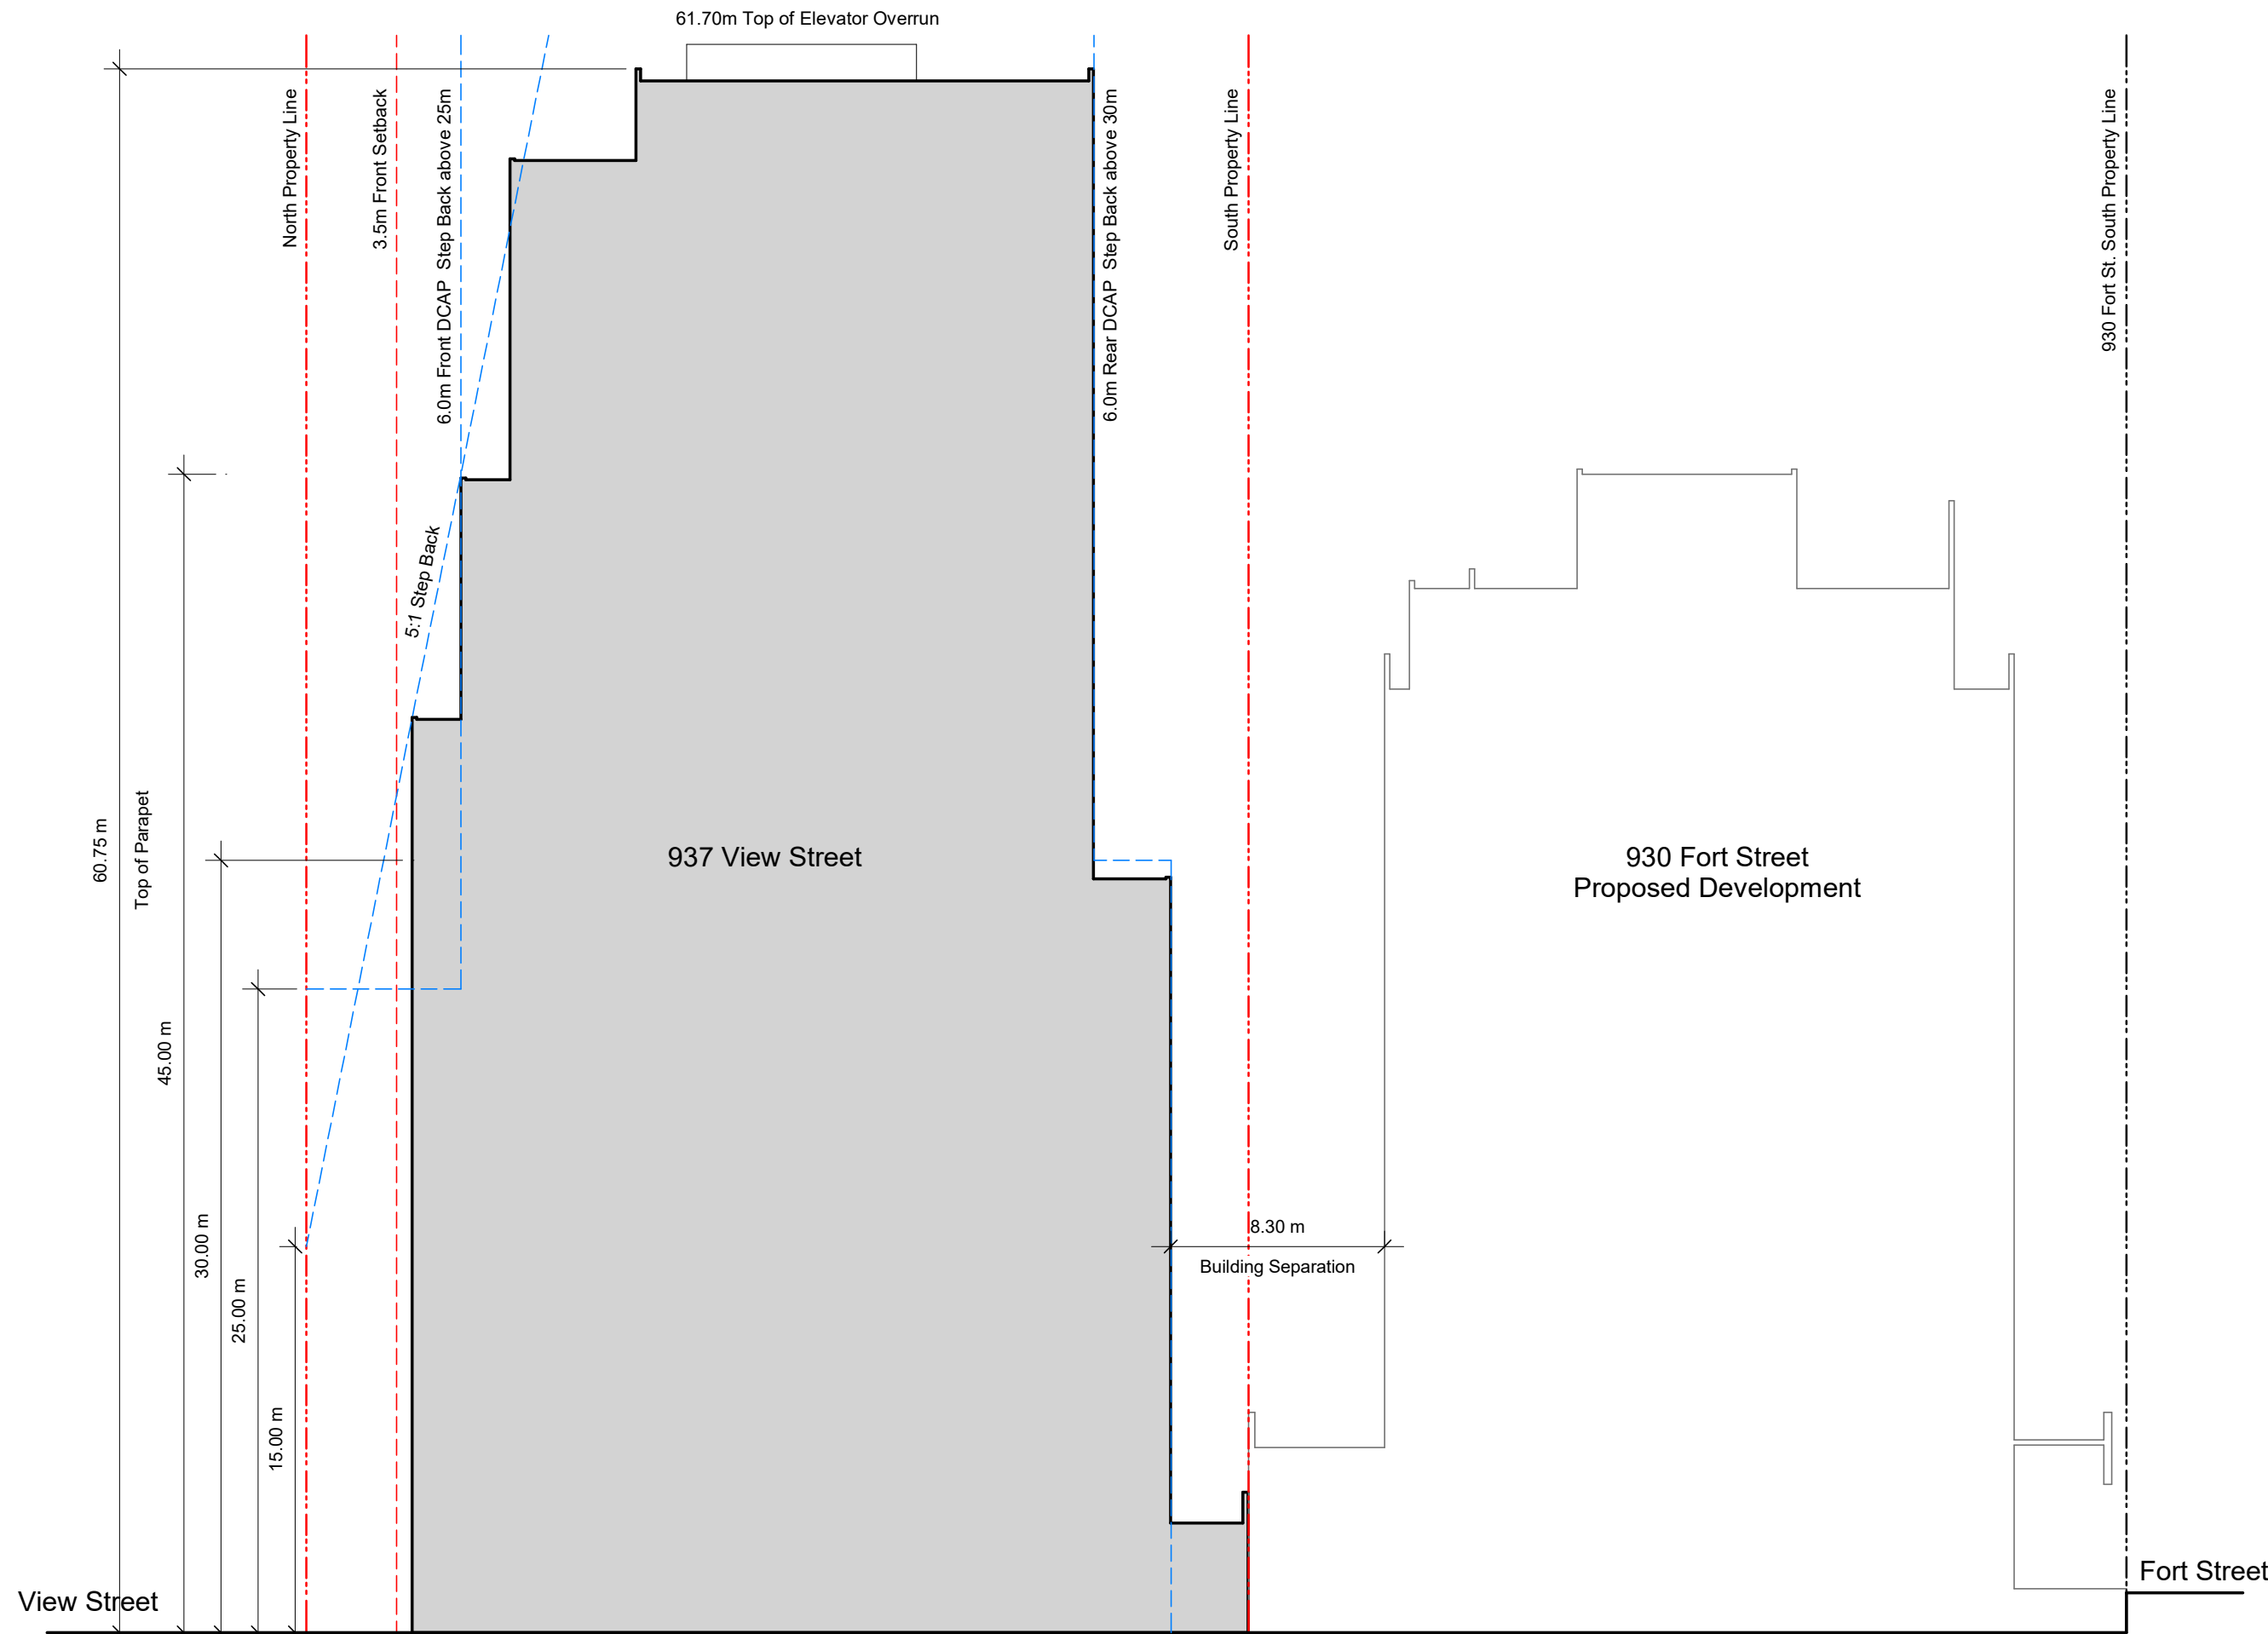 61.70m Top of Elevator Overrun
North Property Line
3.5m Front Setback
6.0m Front DCAP Step Back above 25m
6.0m Rear DCAP Step Back above 30m
South Property Line
930 Fort St. South Property Line
5:1 Step Back
60.75 m
Top of Parapet
937 View Street
930 Fort Street
Proposed Development
45.00 m
30.00 m
25.00 m
15.00 m
8.30 m
Building Separation
View Street
Fort Street